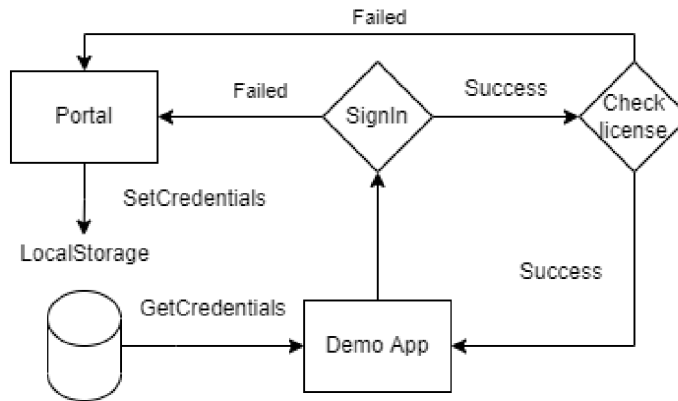 Failed
Portal
Failed
SignIn
Success
Check
license
SetCredentials
LocalStorage
Success
GetCredentials
Demo App